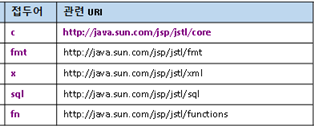 접두어 관련 URI
c http://java.sun.com/jsp/jstl/core
fmt http://java.sun.com/jsp/jstl/fmt
x http://java.sun.com/jsp/jstl/xml
sql http://java.sun.com/jsp/jstl/sql
fn http://java.sun.com/jsp/jstl/functions